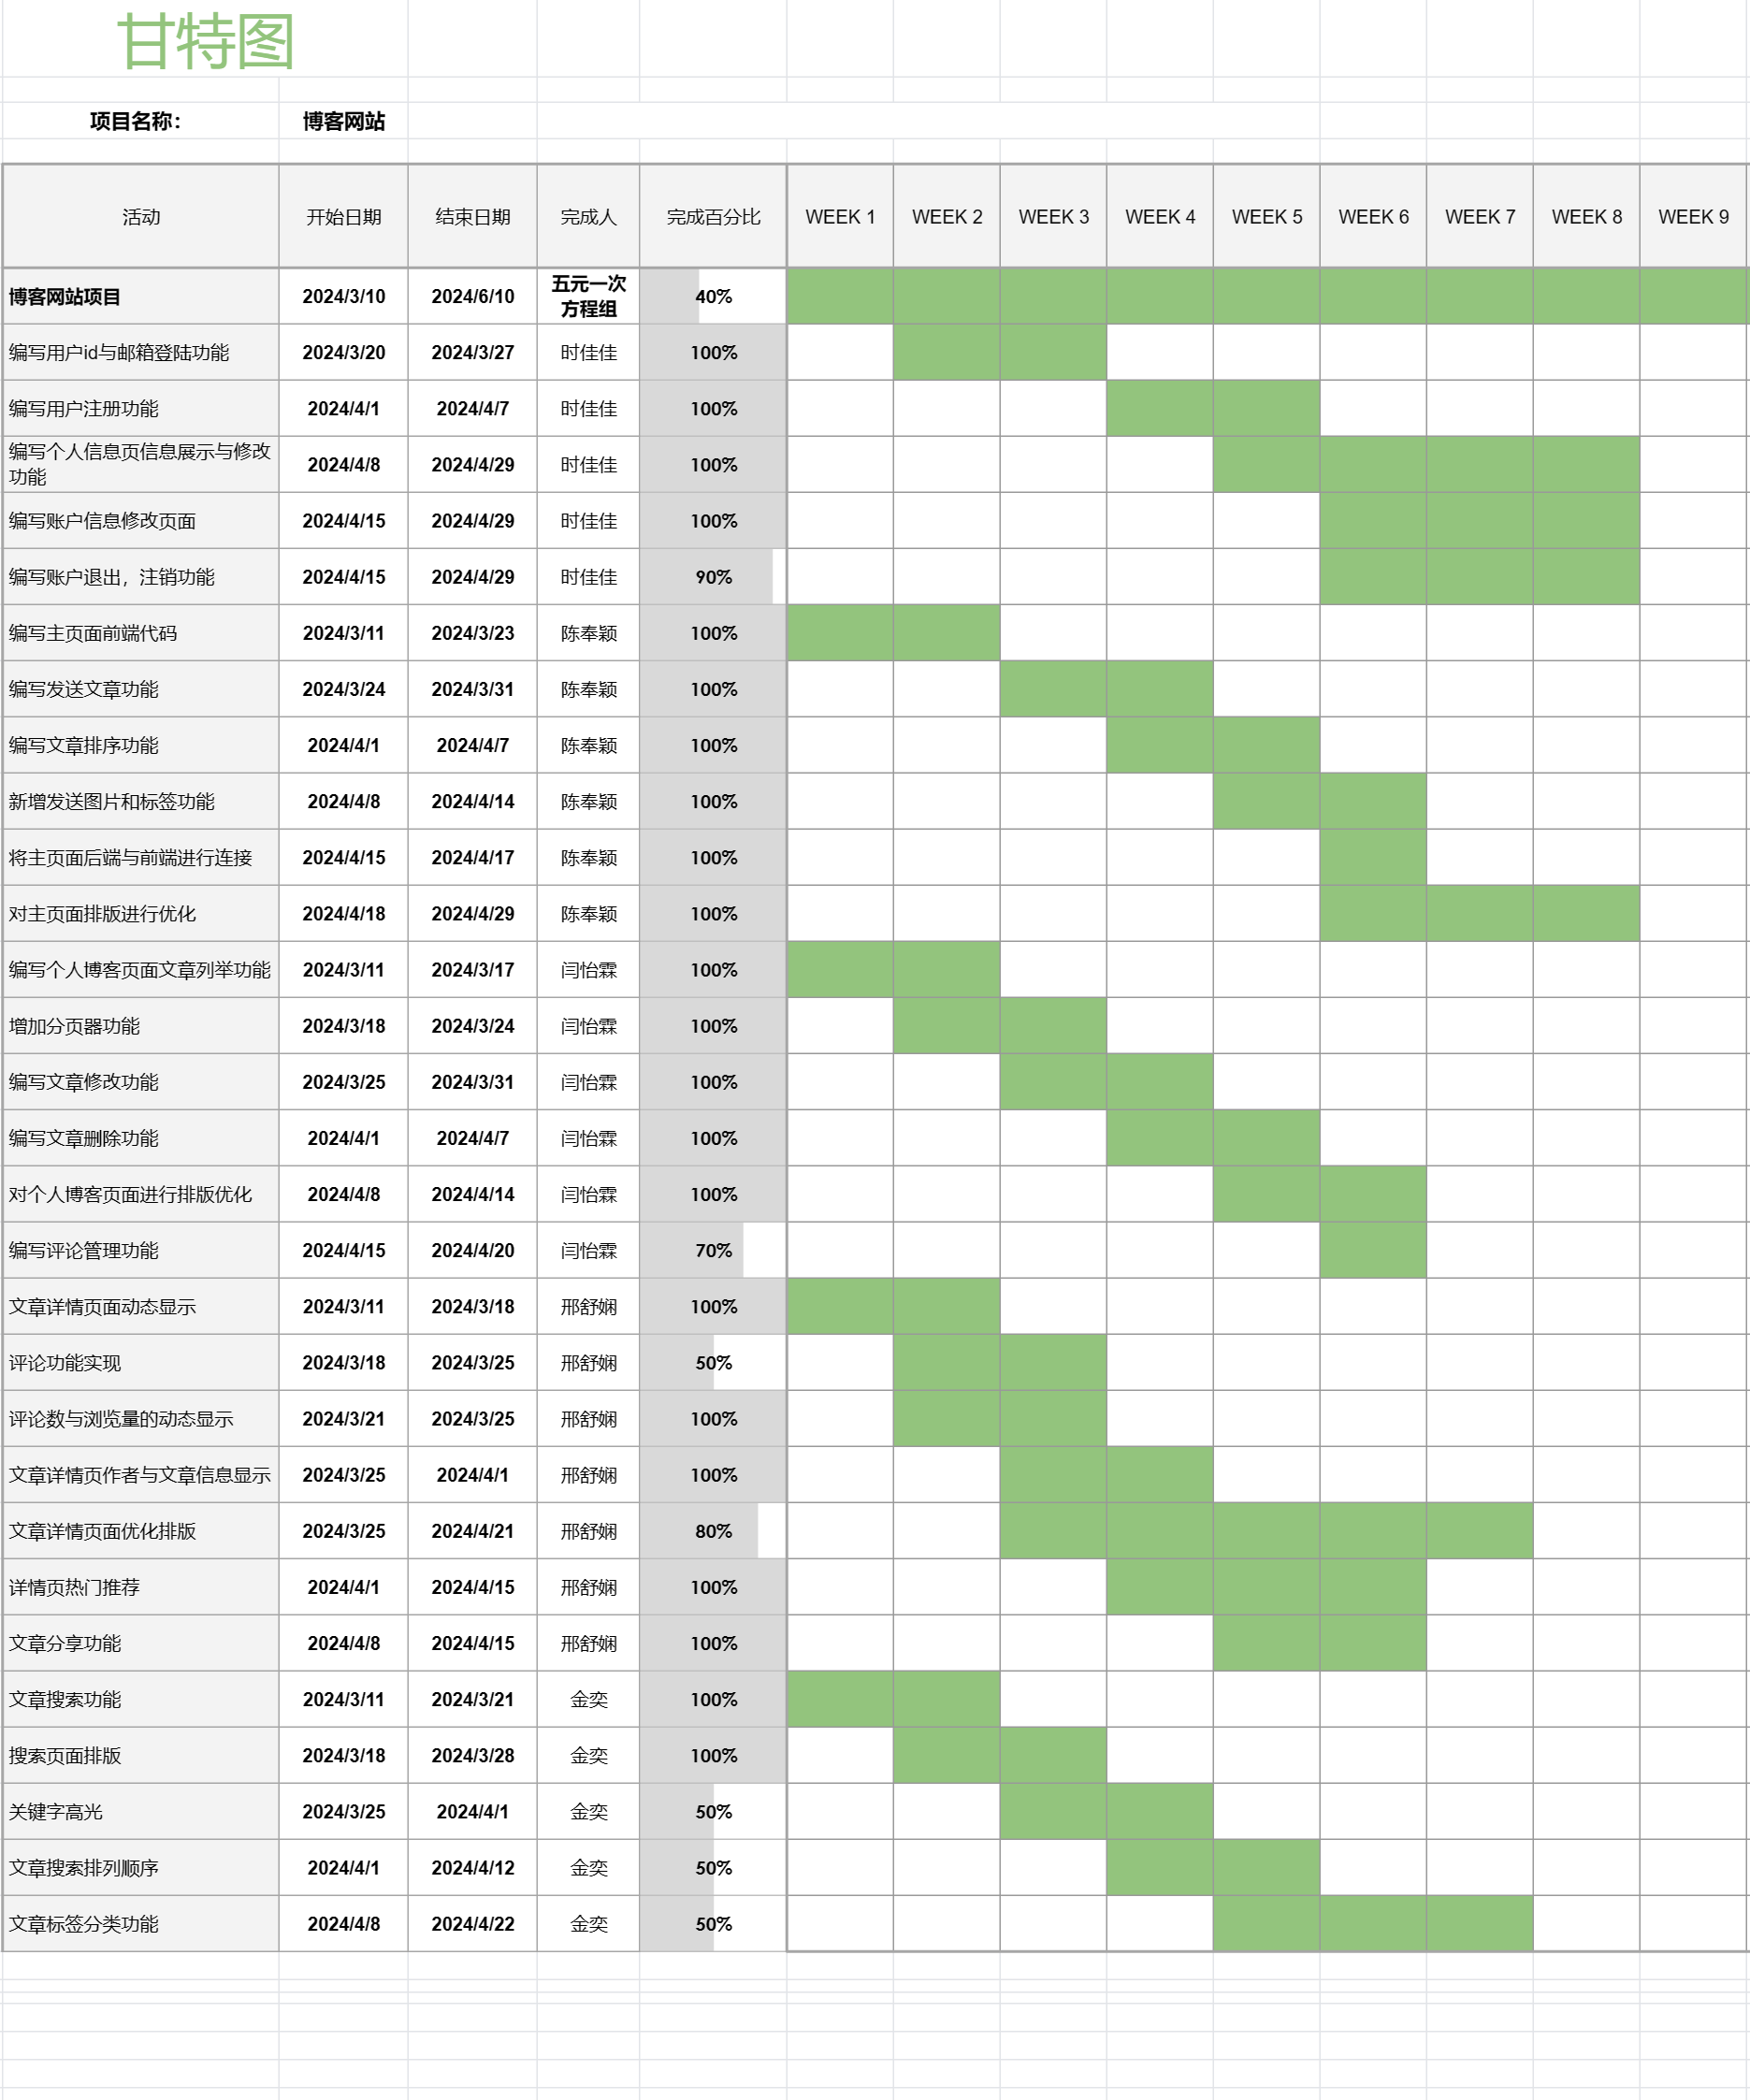 甘特图
项目名称： 博客网站
活动 开始日期 结束日期 完成人 完成百分比 WEEK 1 WEEK 2 WEEK 3 WEEK 4 WEEK 5 WEEK 6 WEEK 7 WEEK 8 WEEK 9
博客网站项目 2024/3/10 2024/6/10 五元一次方程组 40%
编写用户id与邮箱登陆功能 2024/3/20 2024/3/27 时佳佳 100%
编写用户注册功能 2024/4/1 2024/4/7 时佳佳 100%
编写个人信息页信息展示与修改功能 2024/4/8 2024/4/29 时佳佳 100%
编写账户信息修改页面 2024/4/15 2024/4/29 时佳佳 100%
编写账户退出，注销功能 2024/4/15 2024/4/29 时佳佳 90%
编写主页面前端代码 2024/3/11 2024/3/23 陈奉颖 100%
编写发送文章功能 2024/3/24 2024/3/31 陈奉颖 100%
编写文章排序功能 2024/4/1 2024/4/7 陈奉颖 100%
新增发送图片和标签功能 2024/4/8 2024/4/14 陈奉颖 100%
将主页面后端与前端进行连接 2024/4/15 2024/4/17 陈奉颖 100%
对主页面排版进行优化 2024/4/18 2024/4/29 陈奉颖 100%
编写个人博客页面文章列举功能 2024/3/11 2024/3/17 闫怡霖 100%
增加分页器功能 2024/3/18 2024/3/24 闫怡霖 100%
编写文章修改功能 2024/3/25 2024/3/31 闫怡霖 100%
编写文章删除功能 2024/4/1 2024/4/7 闫怡霖 100%
对个人博客页面进行排版优化 2024/4/8 2024/4/14 闫怡霖 100%
编写评论管理功能 2024/4/15 2024/4/20 闫怡霖 70%
文章详情页面动态显示 2024/3/11 2024/3/18 邢舒娴 100%
评论功能实现 2024/3/18 2024/3/25 邢舒娴 50%
评论数与浏览量的动态显示 2024/3/21 2024/3/25 邢舒娴 100%
文章详情页作者与文章信息显示 2024/3/25 2024/4/1 邢舒娴 100%
文章详情页面优化排版 2024/3/25 2024/4/21 邢舒娴 80%
详情页热门推荐 2024/4/1 2024/4/15 邢舒娴 100%
文章分享功能 2024/4/8 2024/4/15 邢舒娴 100%
文章搜索功能 2024/3/11 2024/3/21 金奕 100%
搜索页面排版 2024/3/18 2024/3/28 金奕 100%
关键字高光 2024/3/25 2024/4/1 金奕 50%
文章搜索排列顺序 2024/4/1 2024/4/12 金奕 50%
文章标签分类功能 2024/4/8 2024/4/22 金奕 50%